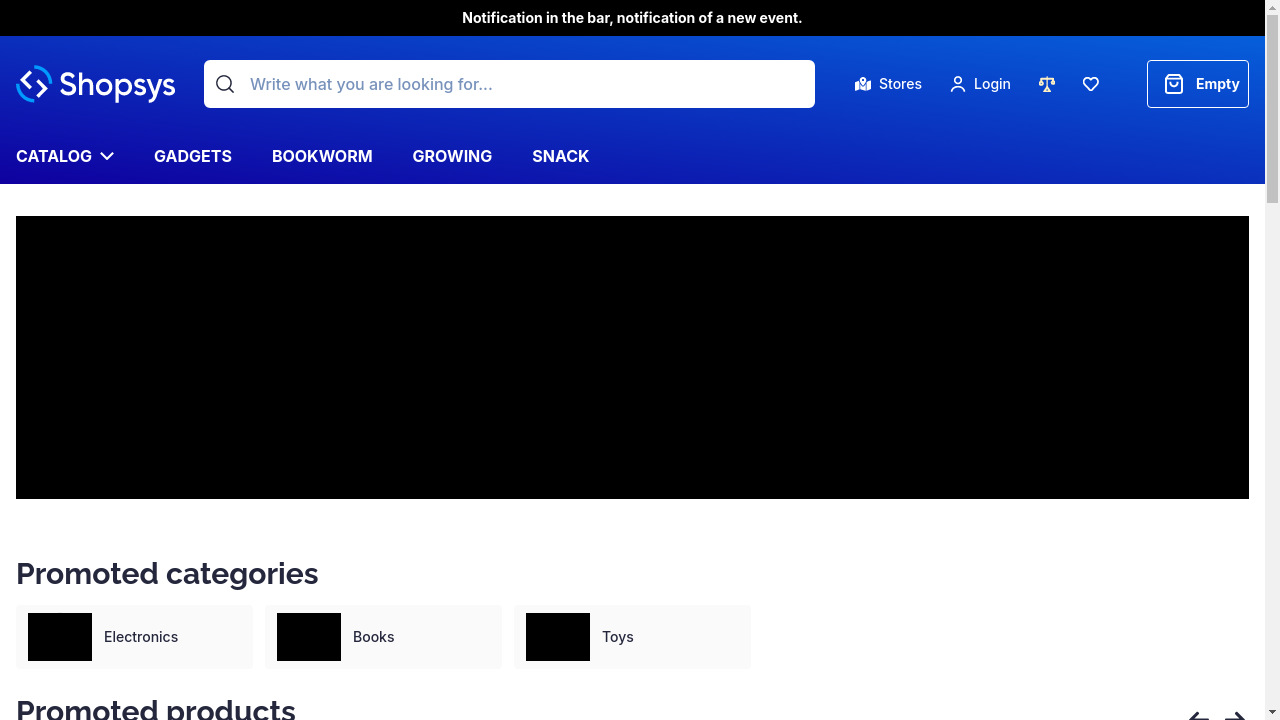 Notification in the bar, notification of a new event.
Shopsys
Write what you are looking for...
Stores
Login
Empty
CATALOG
GADGETS
BOOKWORM
GROWING
SNACK
Promoted categories
Electronics
Books
Toys
Promoted products